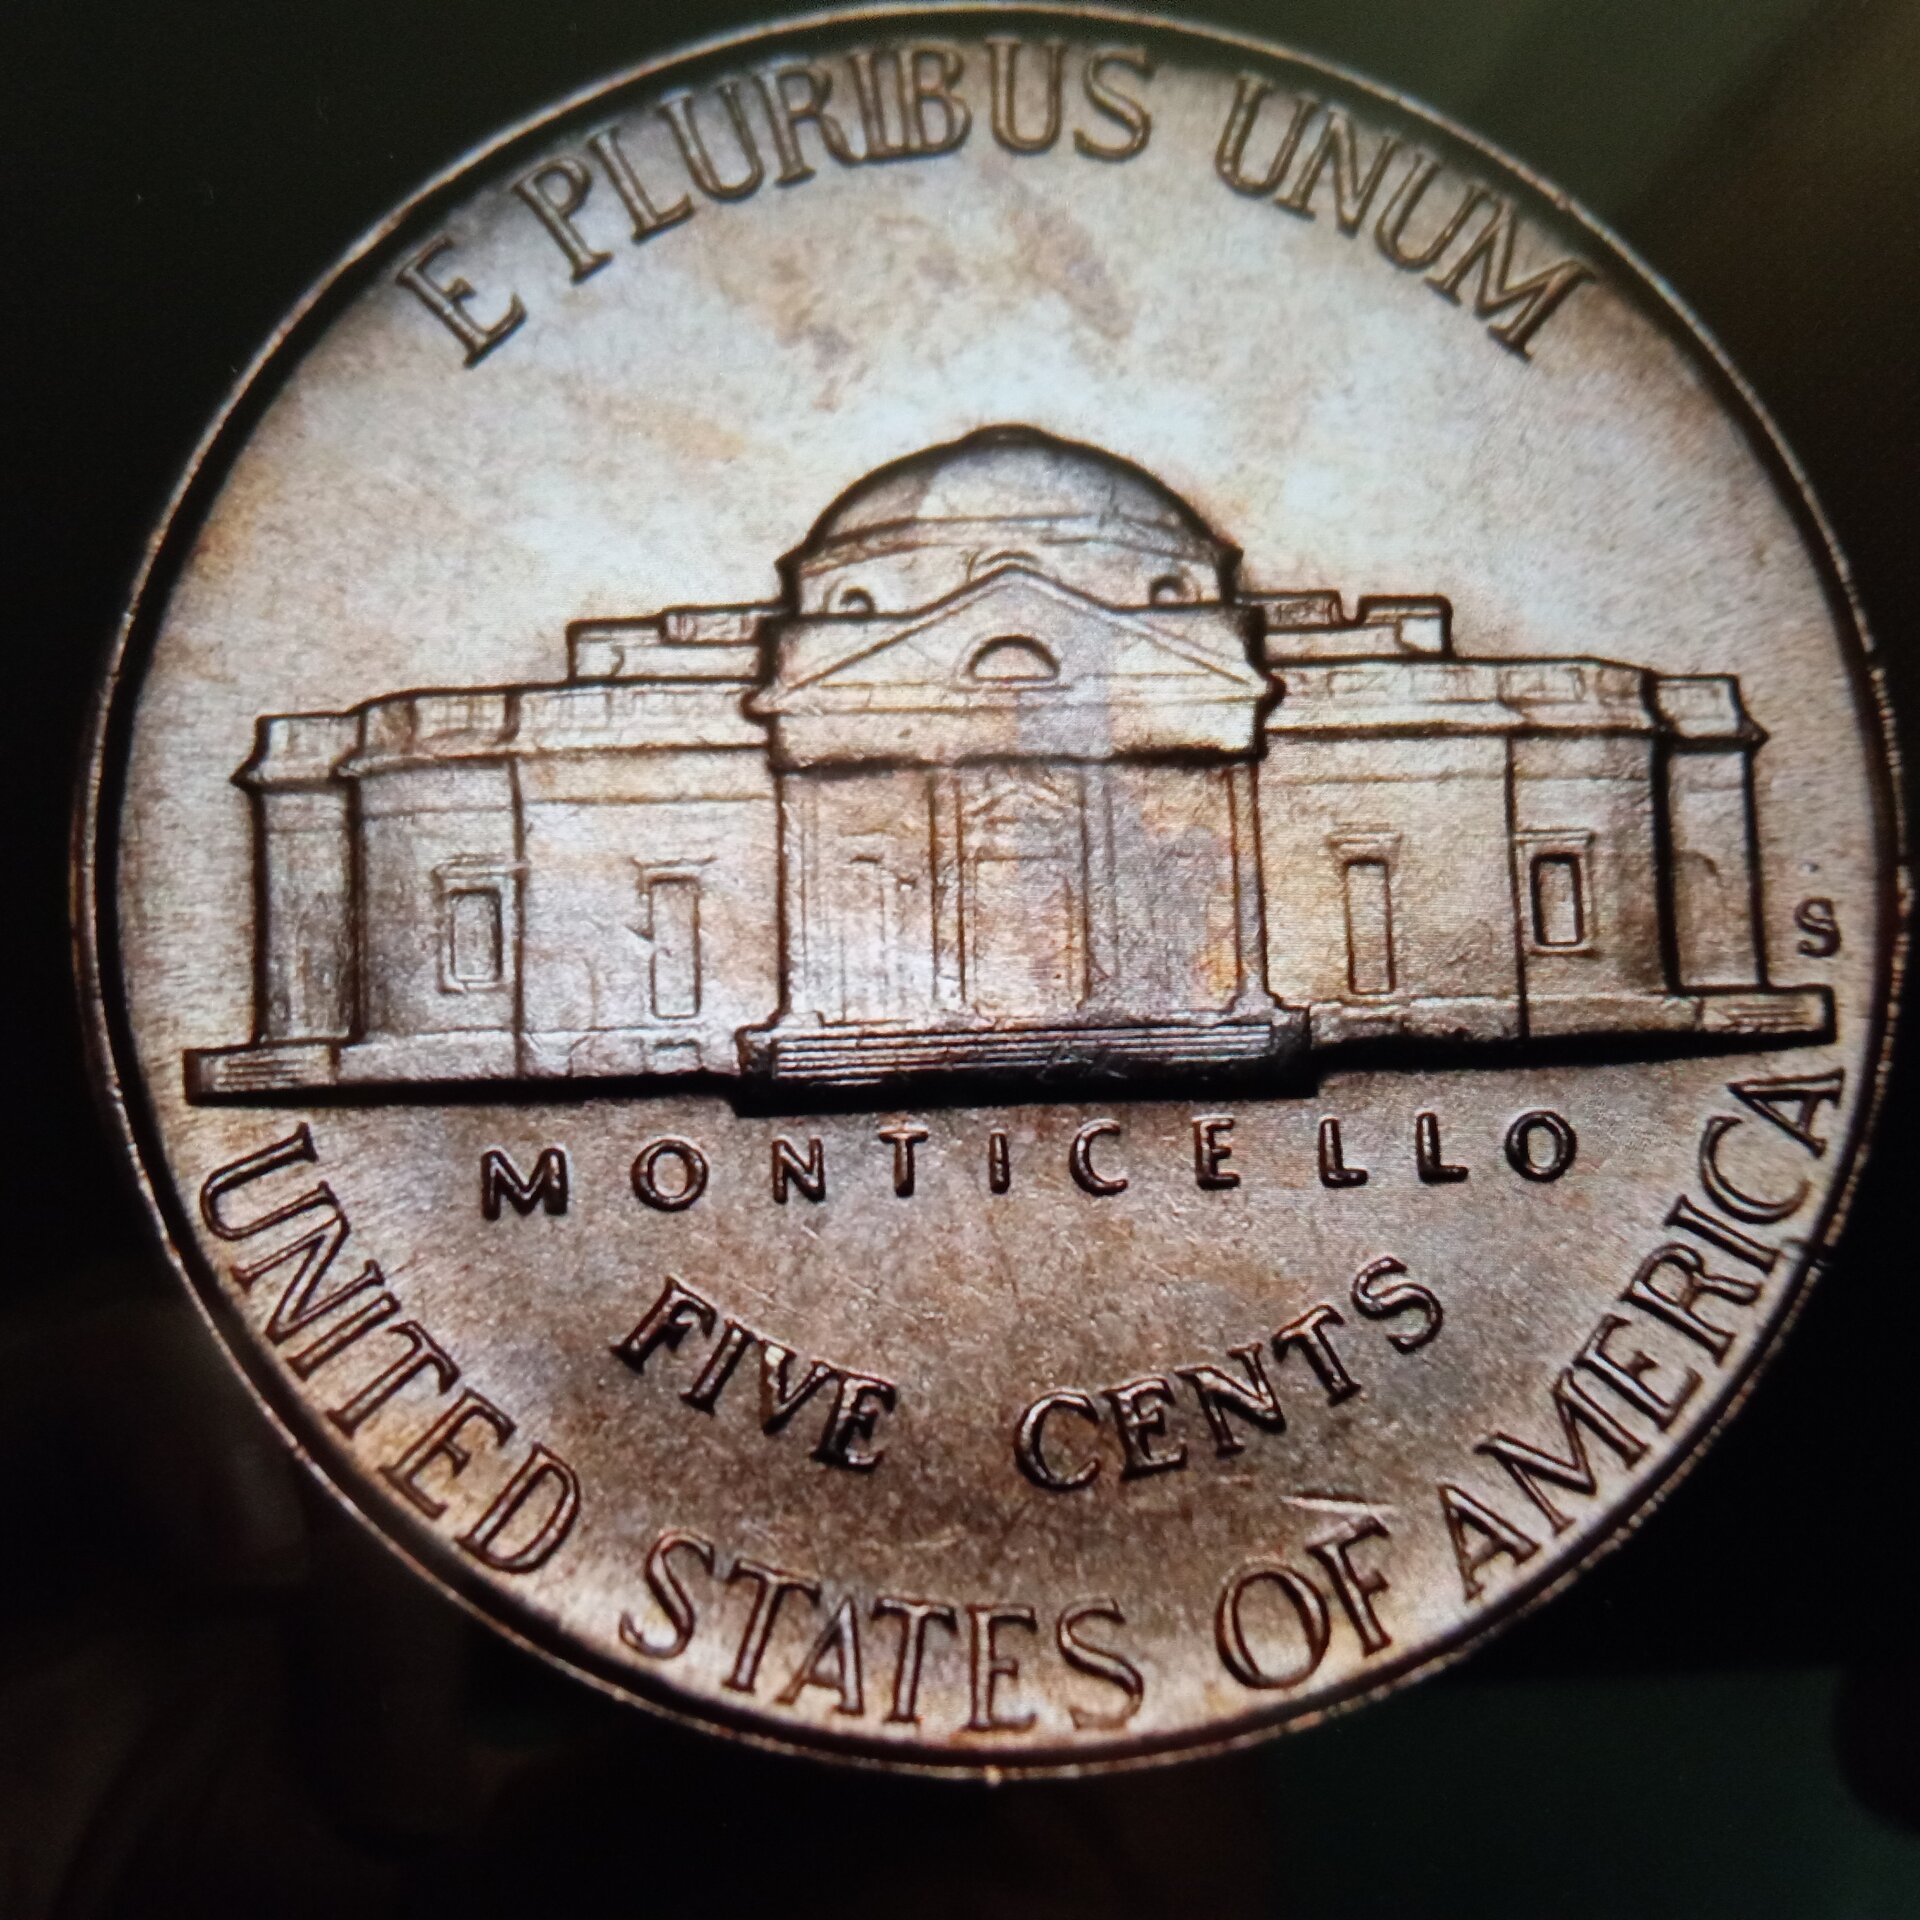 E PLURIBUS UNUM
S
MONTICELLO
FIVE CENTS
UNITED STATES OF AMERICA